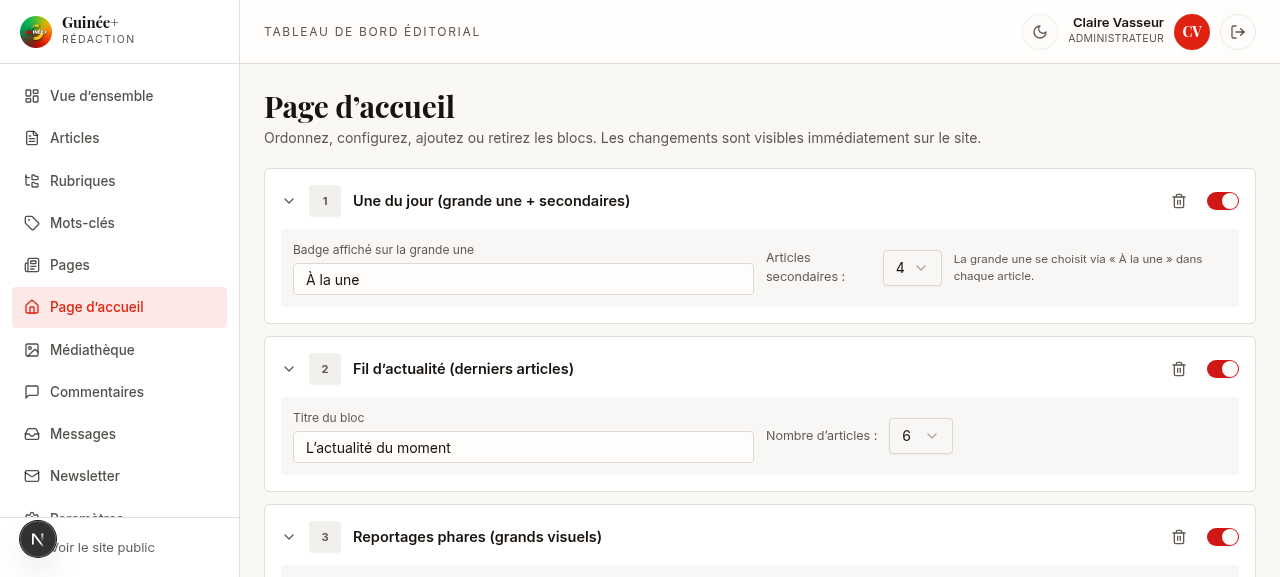 Guinée+
RÉDACTION
TABLEAU DE BORD ÉDITORIAL
Claire Vasseur
ADMINISTRATEUR
CV
Vue d’ensemble
Articles
Rubriques
Mots-clés
Pages
Page d’accueil
Médiathèque
Commentaires
Messages
Newsletter
Paramètres
Voir le site public
N
Page d’accueil
Ordonnez, configurez, ajoutez ou retirez les blocs. Les changements sont visibles immédiatement sur le site.
1
Une du jour (grande une + secondaires)
Badge affiché sur la grande une
À la une
Articles
secondaires :
4
La grande une se choisit via « À la une » dans
chaque article.
2
Fil d’actualité (derniers articles)
Titre du bloc
L’actualité du moment
Nombre d’articles :
6
3
Reportages phares (grands visuels)